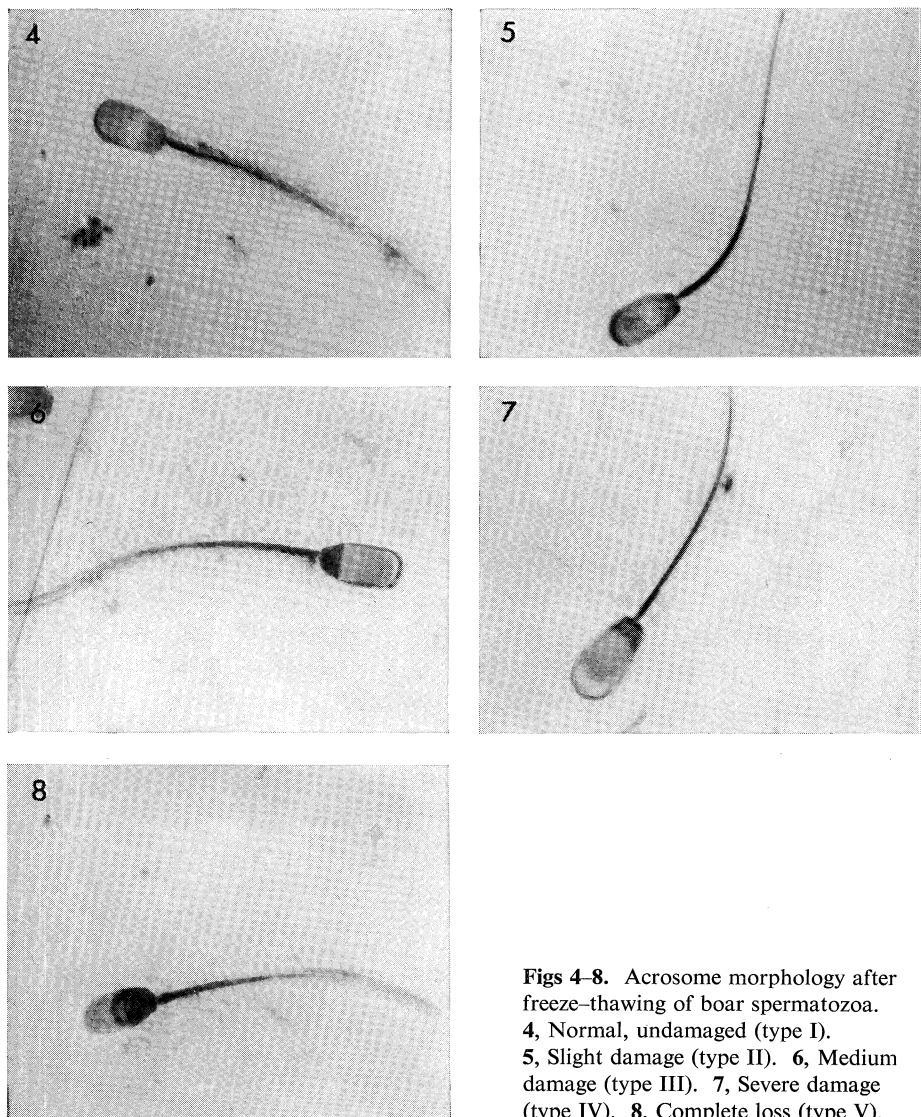 4
5
6
7
8
Figs 4–8. Acrosome morphology after
freeze–thawing of boar spermatozoa.
4, Normal, undamaged (type I).
5, Slight damage (type II). 6, Medium
damage (type III). 7, Severe damage
(type IV). 8, Complete loss (type V).